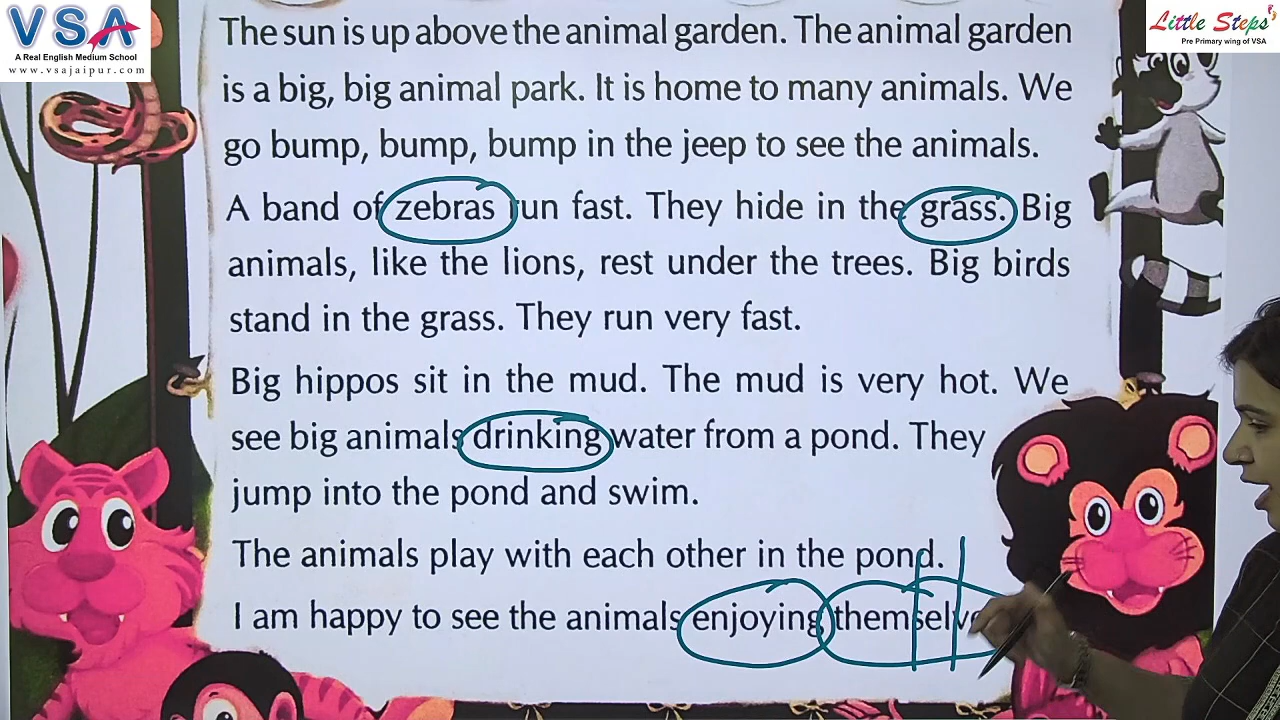 VSA
A Real English Medium School
www.vsajaipur.com
Little Steps
Pre Primary wing of VSA
The sun is up above the animal garden. The animal garden
is a big, big animal park. It is home to many animals. We
go bump, bump, bump in the jeep to see the animals.
A band of zebras run fast. They hide in the grass. Big
animals, like the lions, rest under the trees. Big birds
stand in the grass. They run very fast.
Big hippos sit in the mud. The mud is very hot. We
see big animals drinking water from a pond. They
jump into the pond and swim.
The animals play with each other in the pond.
I am happy to see the animals enjoying